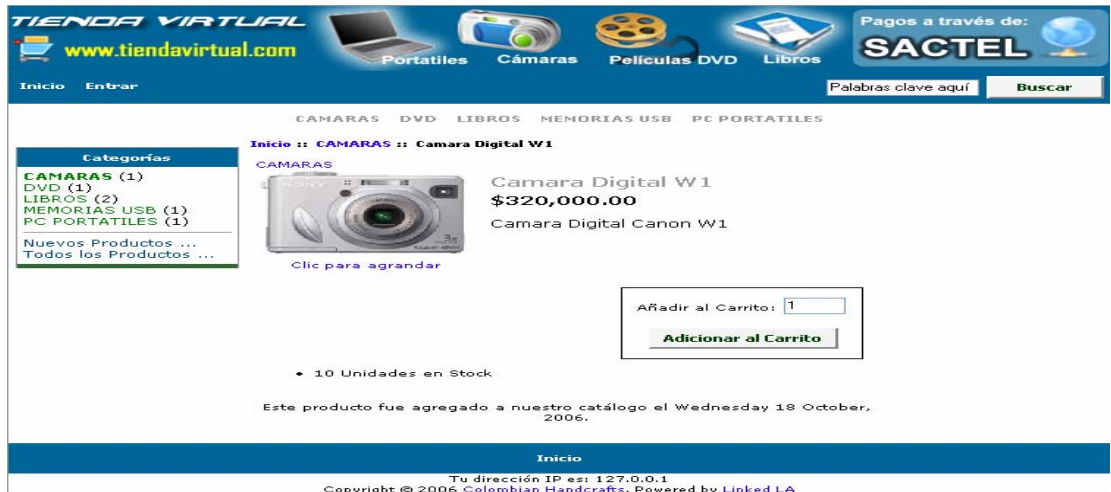 TIENDA VIRTUAL
www.tiendavirtual.com
Portatiles
Cámaras
Películas DVD
Libros
Pagos a través de:
SACTEL
Inicio Entrar
Palabras clave aquí
Buscar
CAMARAS DVD LIBROS MEMORIAS USB PC PORTATILES
Categorías
CAMARAS (1)
DVD (1)
LIBROS (2)
MEMORIAS USB (1)
PC PORTATILES (1)
Nuevos Productos ...
Todos los Productos ...
Inicio :: CAMARAS :: Camara Digital W1
CAMARAS
SONY
3x
Clic para agrandar
Camara Digital W1
$320,000.00
Camara Digital Canon W1
Añadir al Carrito: 1
Adicionar al Carrito
• 10 Unidades en Stock
Este producto fue agregado a nuestro catálogo el Wednesday 18 October,
2006.
Inicio
Tu dirección IP es: 127.0.0.1
Copyright © 2006 Colombian Handcrafts. Powered by Linked LA